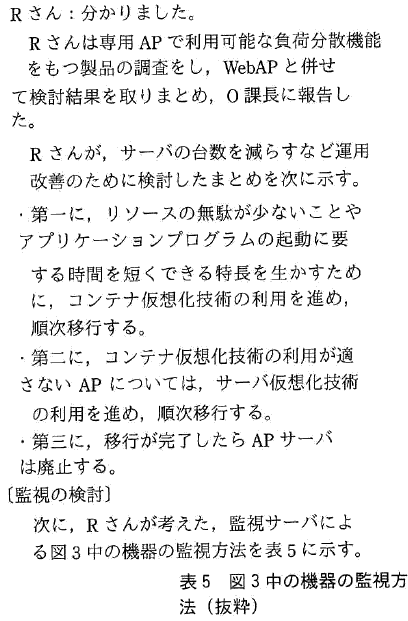 Rさん：分かりました。
Rさんは専用APで利用可能な負荷分散機能
をもつ製品の調査をし，WebAPと併せ
て検討結果を取りまとめ，O課長に報告し
た。
Rさんが，サーバの台数を減らすなど運用
改善のために検討したまとめを次に示す。
・第一に，リソースの無駄が少ないことや
アプリケーションプログラムの起動に要
する時間を短くできる特長を生かすため
に，コンテナ仮想化技術の利用を進め，
順次移行する。
・第二に，コンテナ仮想化技術の利用が適
さないAPについては，サーバ仮想化技術
の利用を進め，順次移行する。
・第三に，移行が完了したらAPサーバ
は廃止する。
〔監視の検討〕
次に，Rさんが考えた，監視サーバによ
る図3中の機器の監視方法を表5に示す。
表5 図3中の機器の監視方
法（抜粋）